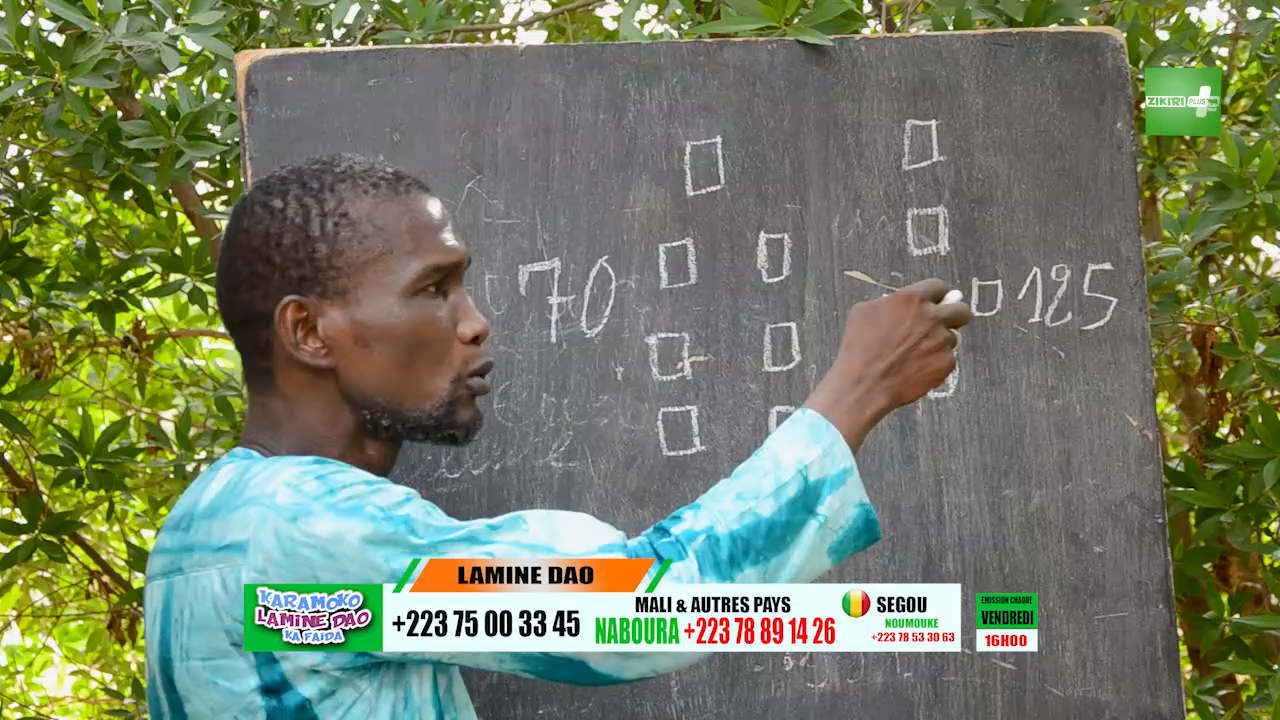 ZIKIRI PLUS
70
125
LAMINE DAO
KARAMOKO
LAMINE DAO
KA FAIDA
+223 75 00 33 45
MALI & AUTRES PAYS
NABOURA +223 78 89 14 26
SEGOU
NOUMOUKE
+223 78 53 30 63
EMISSION CHAQUE
VENDREDI
16H00